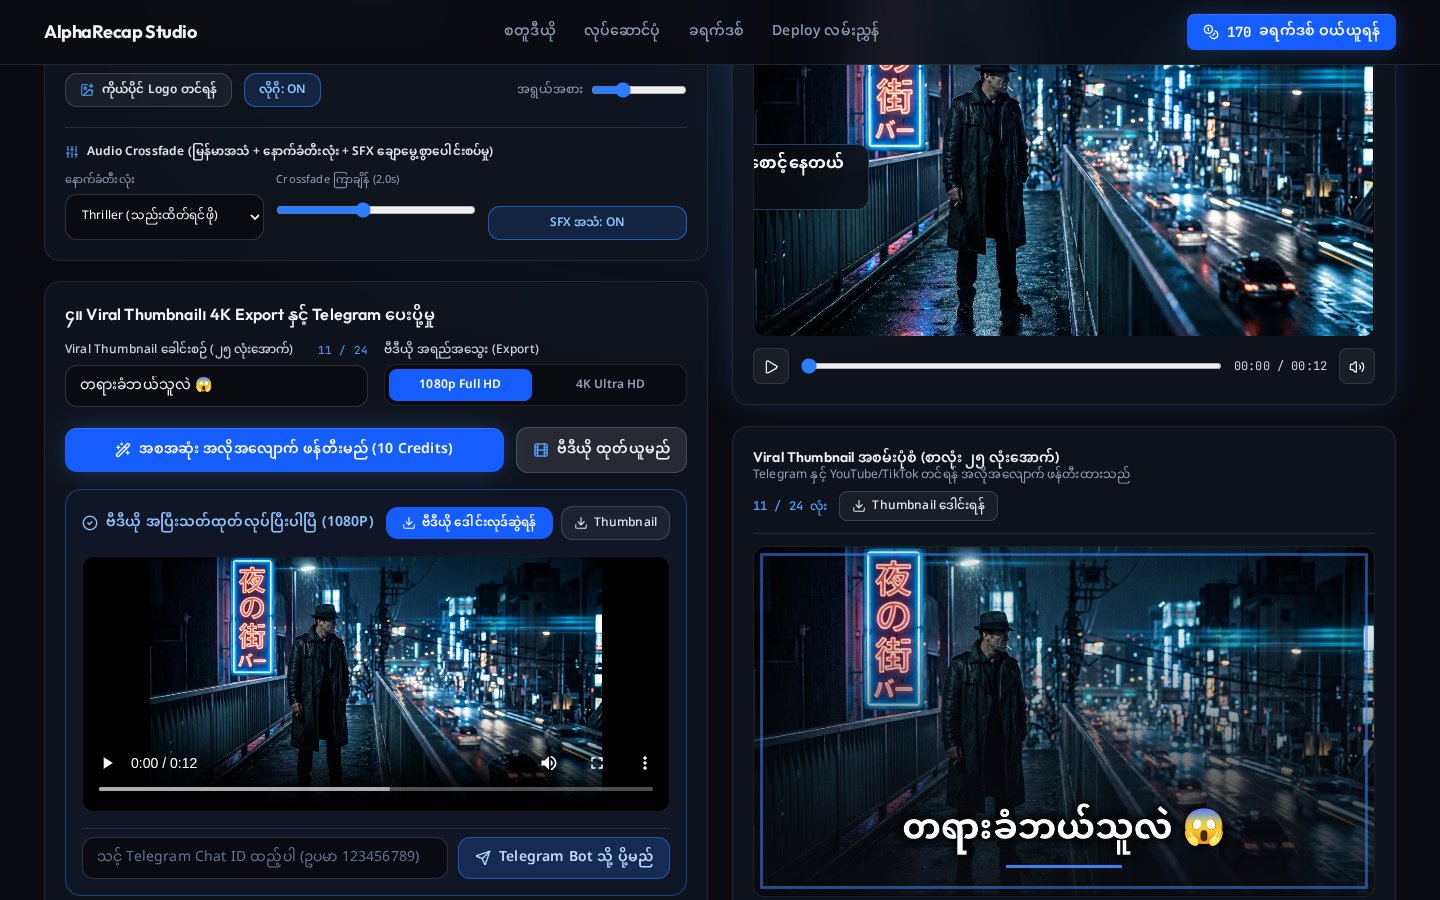 AlphaRecap Studio
စတူဒီယို
လုပ်ဆောင်ပုံ
ခရက်ဒစ်
Deploy လမ်းညွှန်
170 ခရက်ဒစ် ဝယ်ယူရန်
ကိုယ်ပိုင် Logo တင်ရန်
လိုဂို: ON
အရွယ်အစား
Audio Crossfade (မြန်မာအသံ + နောက်ခံတီးလုံး + SFX ချောမွေ့စွာပေါင်းစပ်မှု)
နောက်ခံတီးလုံး
Crossfade ကြာချိန် (2.0s)
Thriller (သည်းထိတ်ရင်ဖို)
SFX အသံ: ON
၄။ Viral Thumbnail၊ 4K Export နှင့် Telegram ပေးပို့မှု
Viral Thumbnail ခေါင်းစဉ် (၂၅ လုံးအောက်)
11 / 24
ဗီဒီယို အရည်အသွေး (Export)
တရားခံဘယ်သူလဲ 😱
1080p Full HD
4K Ultra HD
အစအဆုံး အလိုအလျောက် ဖန်တီးမည် (10 Credits)
ဗီဒီယို ထုတ်ယူမည်
ဗီဒီယို အပြီးသတ်ထုတ်လုပ်ပြီးပါပြီ (1080P)
ဗီဒီယို ဒေါင်းလုဒ်ဆွဲရန်
Thumbnail
夜の街
バー
0:00 / 0:12
သင့် Telegram Chat ID ထည့်ပါ (ဥပမာ 123456789)
Telegram Bot သို့ ပို့မည်
の街
バー
စောင့်နေတယ်
00:00 / 00:12
Viral Thumbnail အစမ်းပုံစံ (စာလုံး ၂၅ လုံးအောက်)
Telegram နှင့် YouTube/TikTok တင်ရန် အလိုအလျောက် ဖန်တီးထားသည်
11 / 24 လုံး
Thumbnail ဒေါင်းရန်
夜の街
バー
တရားခံဘယ်သူလဲ 😱